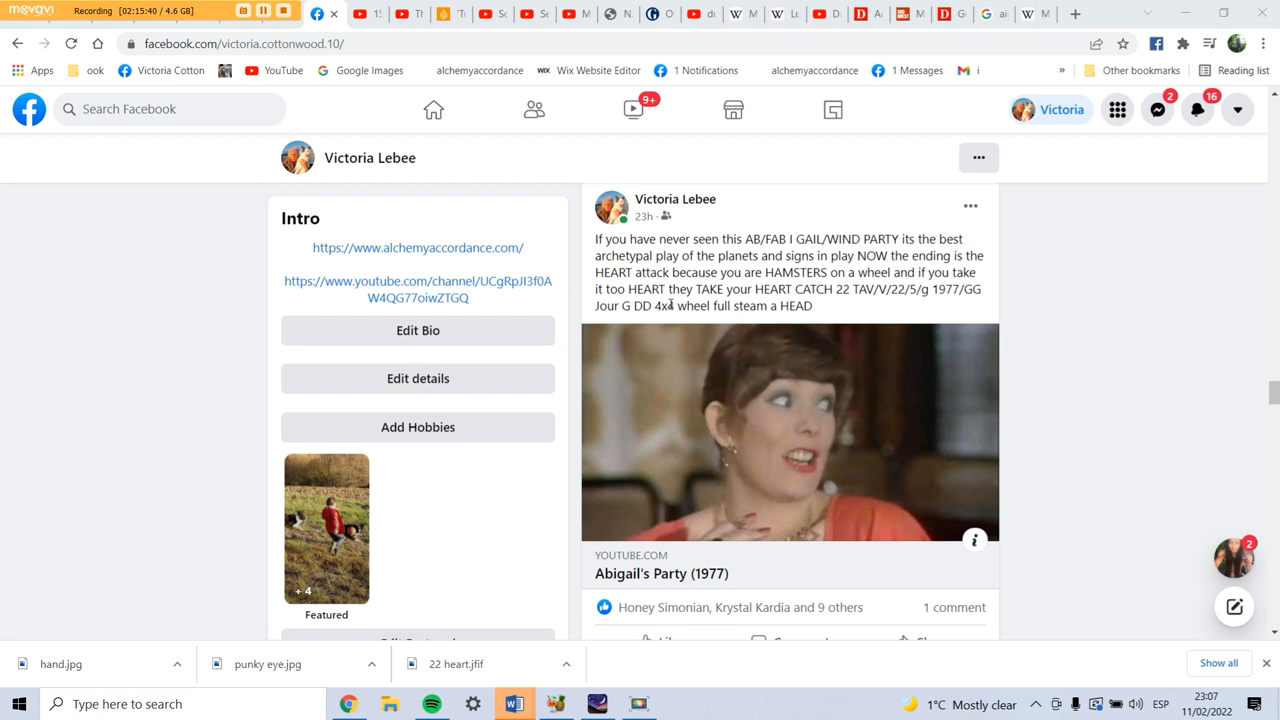 movavi
Recording
02:15:40 / 4.6 GB
facebook.com/victoria.cottonwood.10/
Apps
ook
Victoria Cotton
YouTube
Google Images
alchemyaccordance
WIX Wix Website Editor
1 Notifications
alchemyaccordance
1 Messages
i
»
Other bookmarks
Reading list
Search Facebook
9+
Victoria
2
16
Victoria Lebee
Intro
https://www.alchemyaccordance.com/
https://www.youtube.com/channel/UCgRpJI3f0A
W4QG77oiwZTGQ
Edit Bio
Edit details
Add Hobbies
+ 4
Featured
Victoria Lebee
23h ·
If you have never seen this AB/FAB I GAIL/WIND PARTY its the best
archetypal play of the planets and signs in play NOW the ending is the
HEART attack because you are HAMSTERS on a wheel and if you take
it too HEART they TAKE your HEART CATCH 22 TAV/V/22/5/g 1977/GG
Jour G DD 4x4 wheel full steam a HEAD
YOUTUBE.COM
Abigail's Party (1977)
Honey Simonian, Krystal Kardia and 9 others
1 comment
2
hand.jpg
punky eye.jpg
22 heart.jfif
Show all
Type here to search
1°C Mostly clear
ESP
23:07
11/02/2022